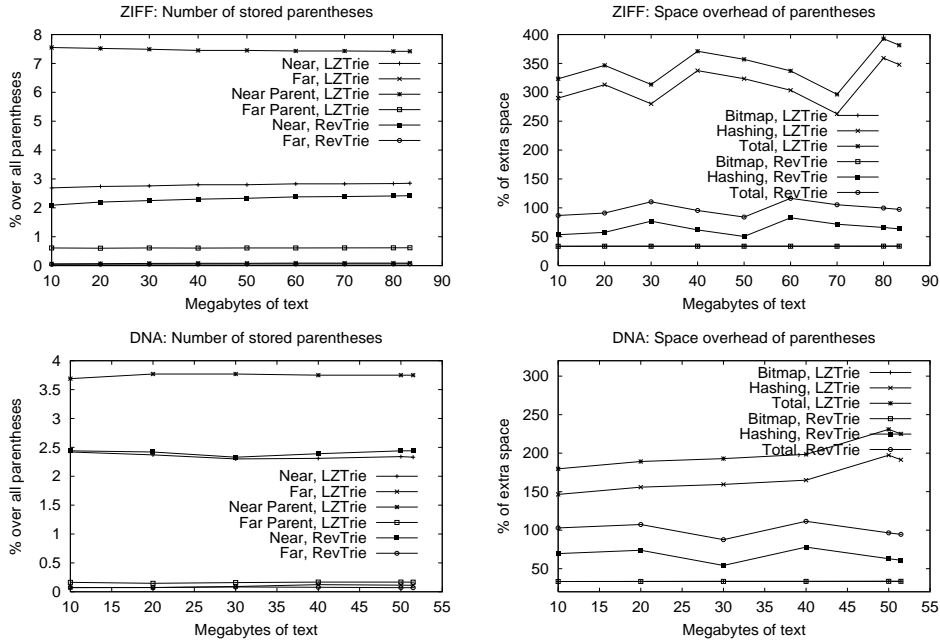 ZIFF: Number of stored parentheses
8
7
6
5
4
3
2
1
0
% over all parentheses
Near, LZTrie
Far, LZTrie
Near Parent, LZTrie
Far Parent, LZTrie
Near, RevTrie
Far, RevTrie
10 20 30 40 50 60 70 80 90
Megabytes of text
ZIFF: Space overhead of parentheses
400
350
300
250
200
150
100
50
0
% of extra space
Bitmap, LZTrie
Hashing, LZTrie
Total, LZTrie
Bitmap, RevTrie
Hashing, RevTrie
Total, RevTrie
10 20 30 40 50 60 70 80 90
Megabytes of text
DNA: Number of stored parentheses
4
3.5
3
2.5
2
1.5
1
0.5
0
% over all parentheses
Near, LZTrie
Far, LZTrie
Near Parent, LZTrie
Far Parent, LZTrie
Near, RevTrie
Far, RevTrie
10 15 20 25 30 35 40 45 50 55
Megabytes of text
DNA: Space overhead of parentheses
300
250
200
150
100
50
% of extra space
Bitmap, LZTrie
Hashing, LZTrie
Total, LZTrie
Bitmap, RevTrie
Hashing, RevTrie
Total, RevTrie
10 15 20 25 30 35 40 45 50 55
Megabytes of text